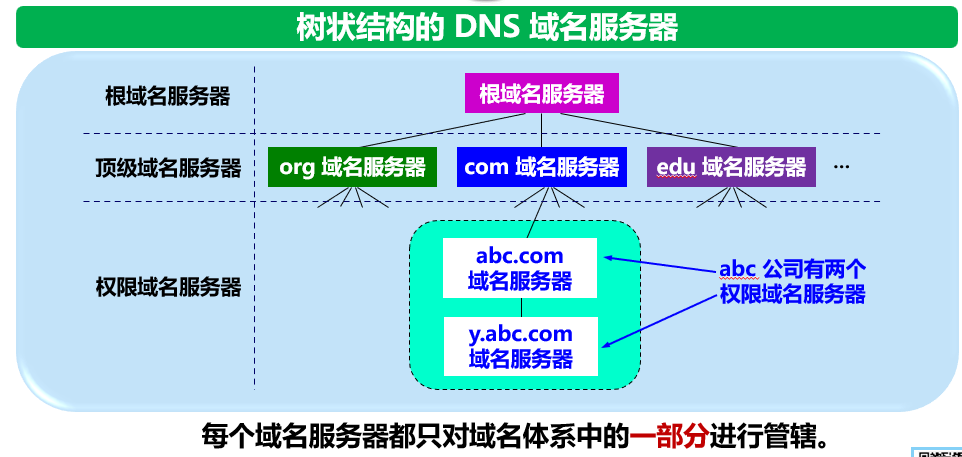 树状结构的 DNS 域名服务器
根域名服务器
根域名服务器
顶级域名服务器
org 域名服务器
com 域名服务器
edu 域名服务器
...
权限域名服务器
abc.com
域名服务器
y.abc.com
域名服务器
abc 公司有两个
权限域名服务器
每个域名服务器都只对域名体系中的一部分进行管辖。